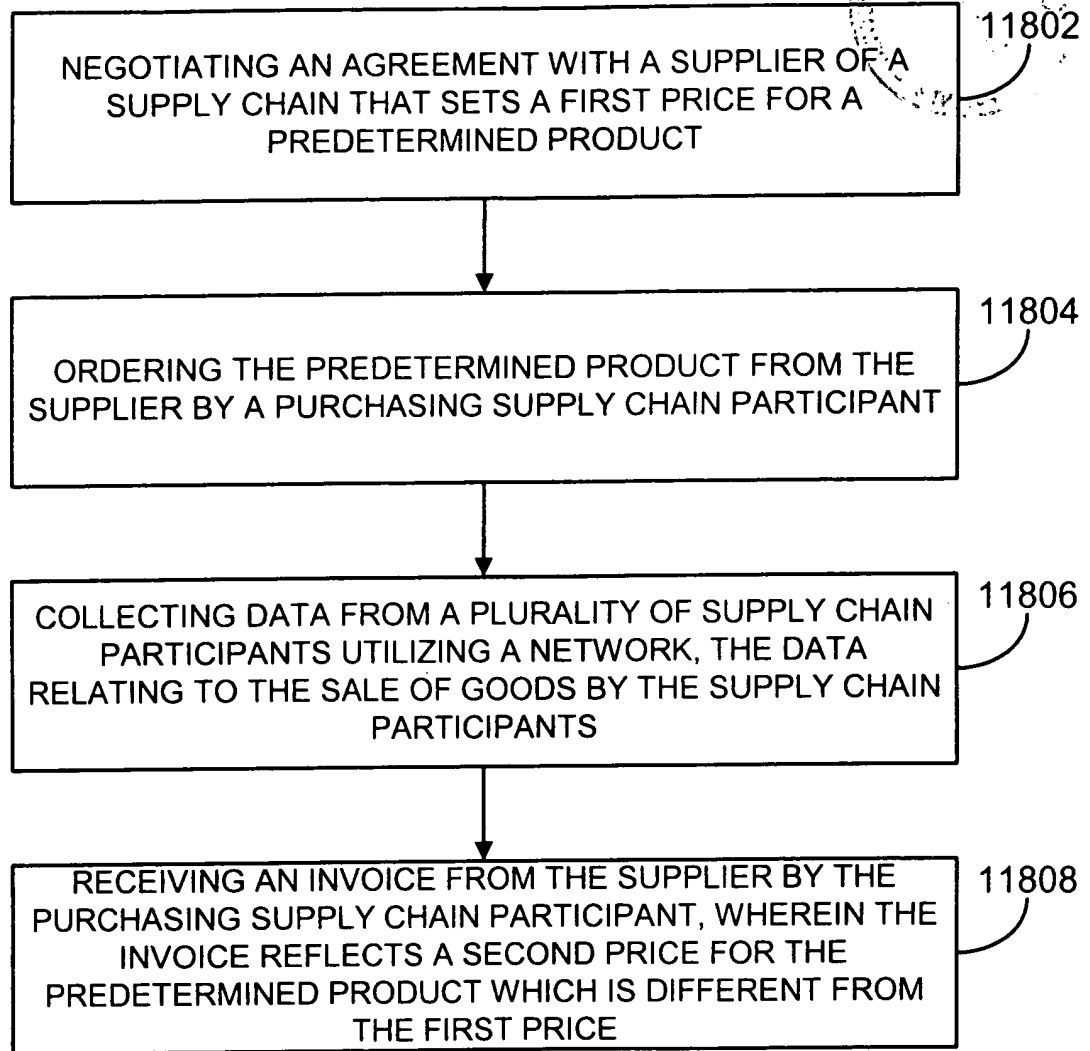 11802
NEGOTIATING AN AGREEMENT WITH A SUPPLIER OF A
SUPPLY CHAIN THAT SETS A FIRST PRICE FOR A
PREDETERMINED PRODUCT
11804
ORDERING THE PREDETERMINED PRODUCT FROM THE
SUPPLIER BY A PURCHASING SUPPLY CHAIN PARTICIPANT
11806
COLLECTING DATA FROM A PLURALITY OF SUPPLY CHAIN
PARTICIPANTS UTILIZING A NETWORK, THE DATA
RELATING TO THE SALE OF GOODS BY THE SUPPLY CHAIN
PARTICIPANTS
11808
RECEIVING AN INVOICE FROM THE SUPPLIER BY THE
PURCHASING SUPPLY CHAIN PARTICIPANT, WHEREIN THE
INVOICE REFLECTS A SECOND PRICE FOR THE
PREDETERMINED PRODUCT WHICH IS DIFFERENT FROM
THE FIRST PRICE